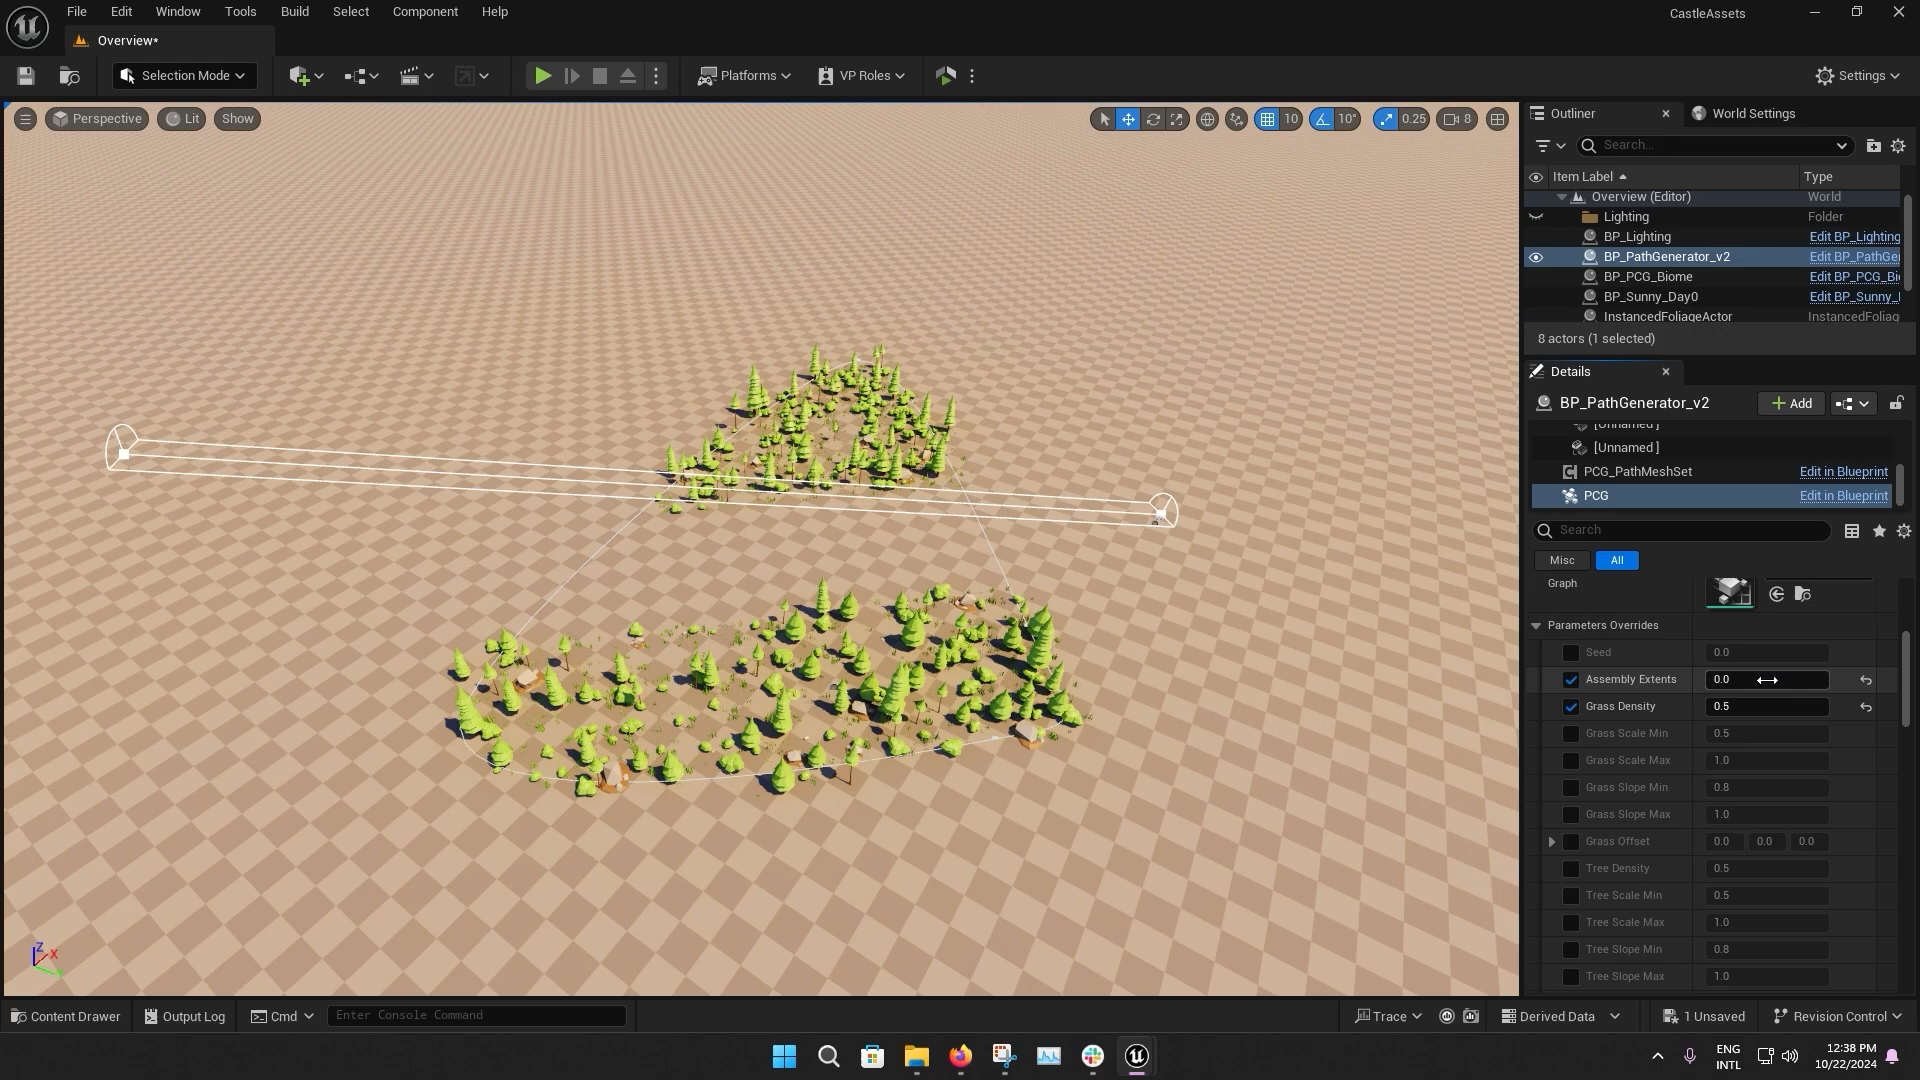 File Edit Window Tools Build Select Component Help
CastleAssets
Overview*
Selection Mode
Platforms
VP Roles
Settings
Perspective Lit Show
10 10° 0.25 8
Outliner
World Settings
Search...
Item Label Type
Overview (Editor) World
Lighting Folder
BP_Lighting Edit BP_Lighting
BP_PathGenerator_v2 Edit BP_PathGe
BP_PCG_Biome Edit BP_PCG_Bi
BP_Sunny_Day0 Edit BP_Sunny_
InstancedFoliageActor InstancedFoliag
8 actors (1 selected)
Details
BP_PathGenerator_v2
Add
[Unnamed ]
[Unnamed ]
PCG_PathMeshSet Edit in Blueprint
PCG Edit in Blueprint
Search
Misc All
Graph
Parameters Overrides
Seed 0.0
Assembly Extents 0.0
Grass Density 0.5
Grass Scale Min 0.5
Grass Scale Max 1.0
Grass Slope Min 0.8
Grass Slope Max 1.0
Grass Offset 0.0 0.0 0.0
Tree Density 0.5
Tree Scale Min 0.5
Tree Scale Max 1.0
Tree Slope Min 0.8
Tree Slope Max 1.0
Z X
Content Drawer Output Log Cmd Enter Console Command
Trace Derived Data 1 Unsaved Revision Control
ENG
INTL
12:38 PM
10/22/2024